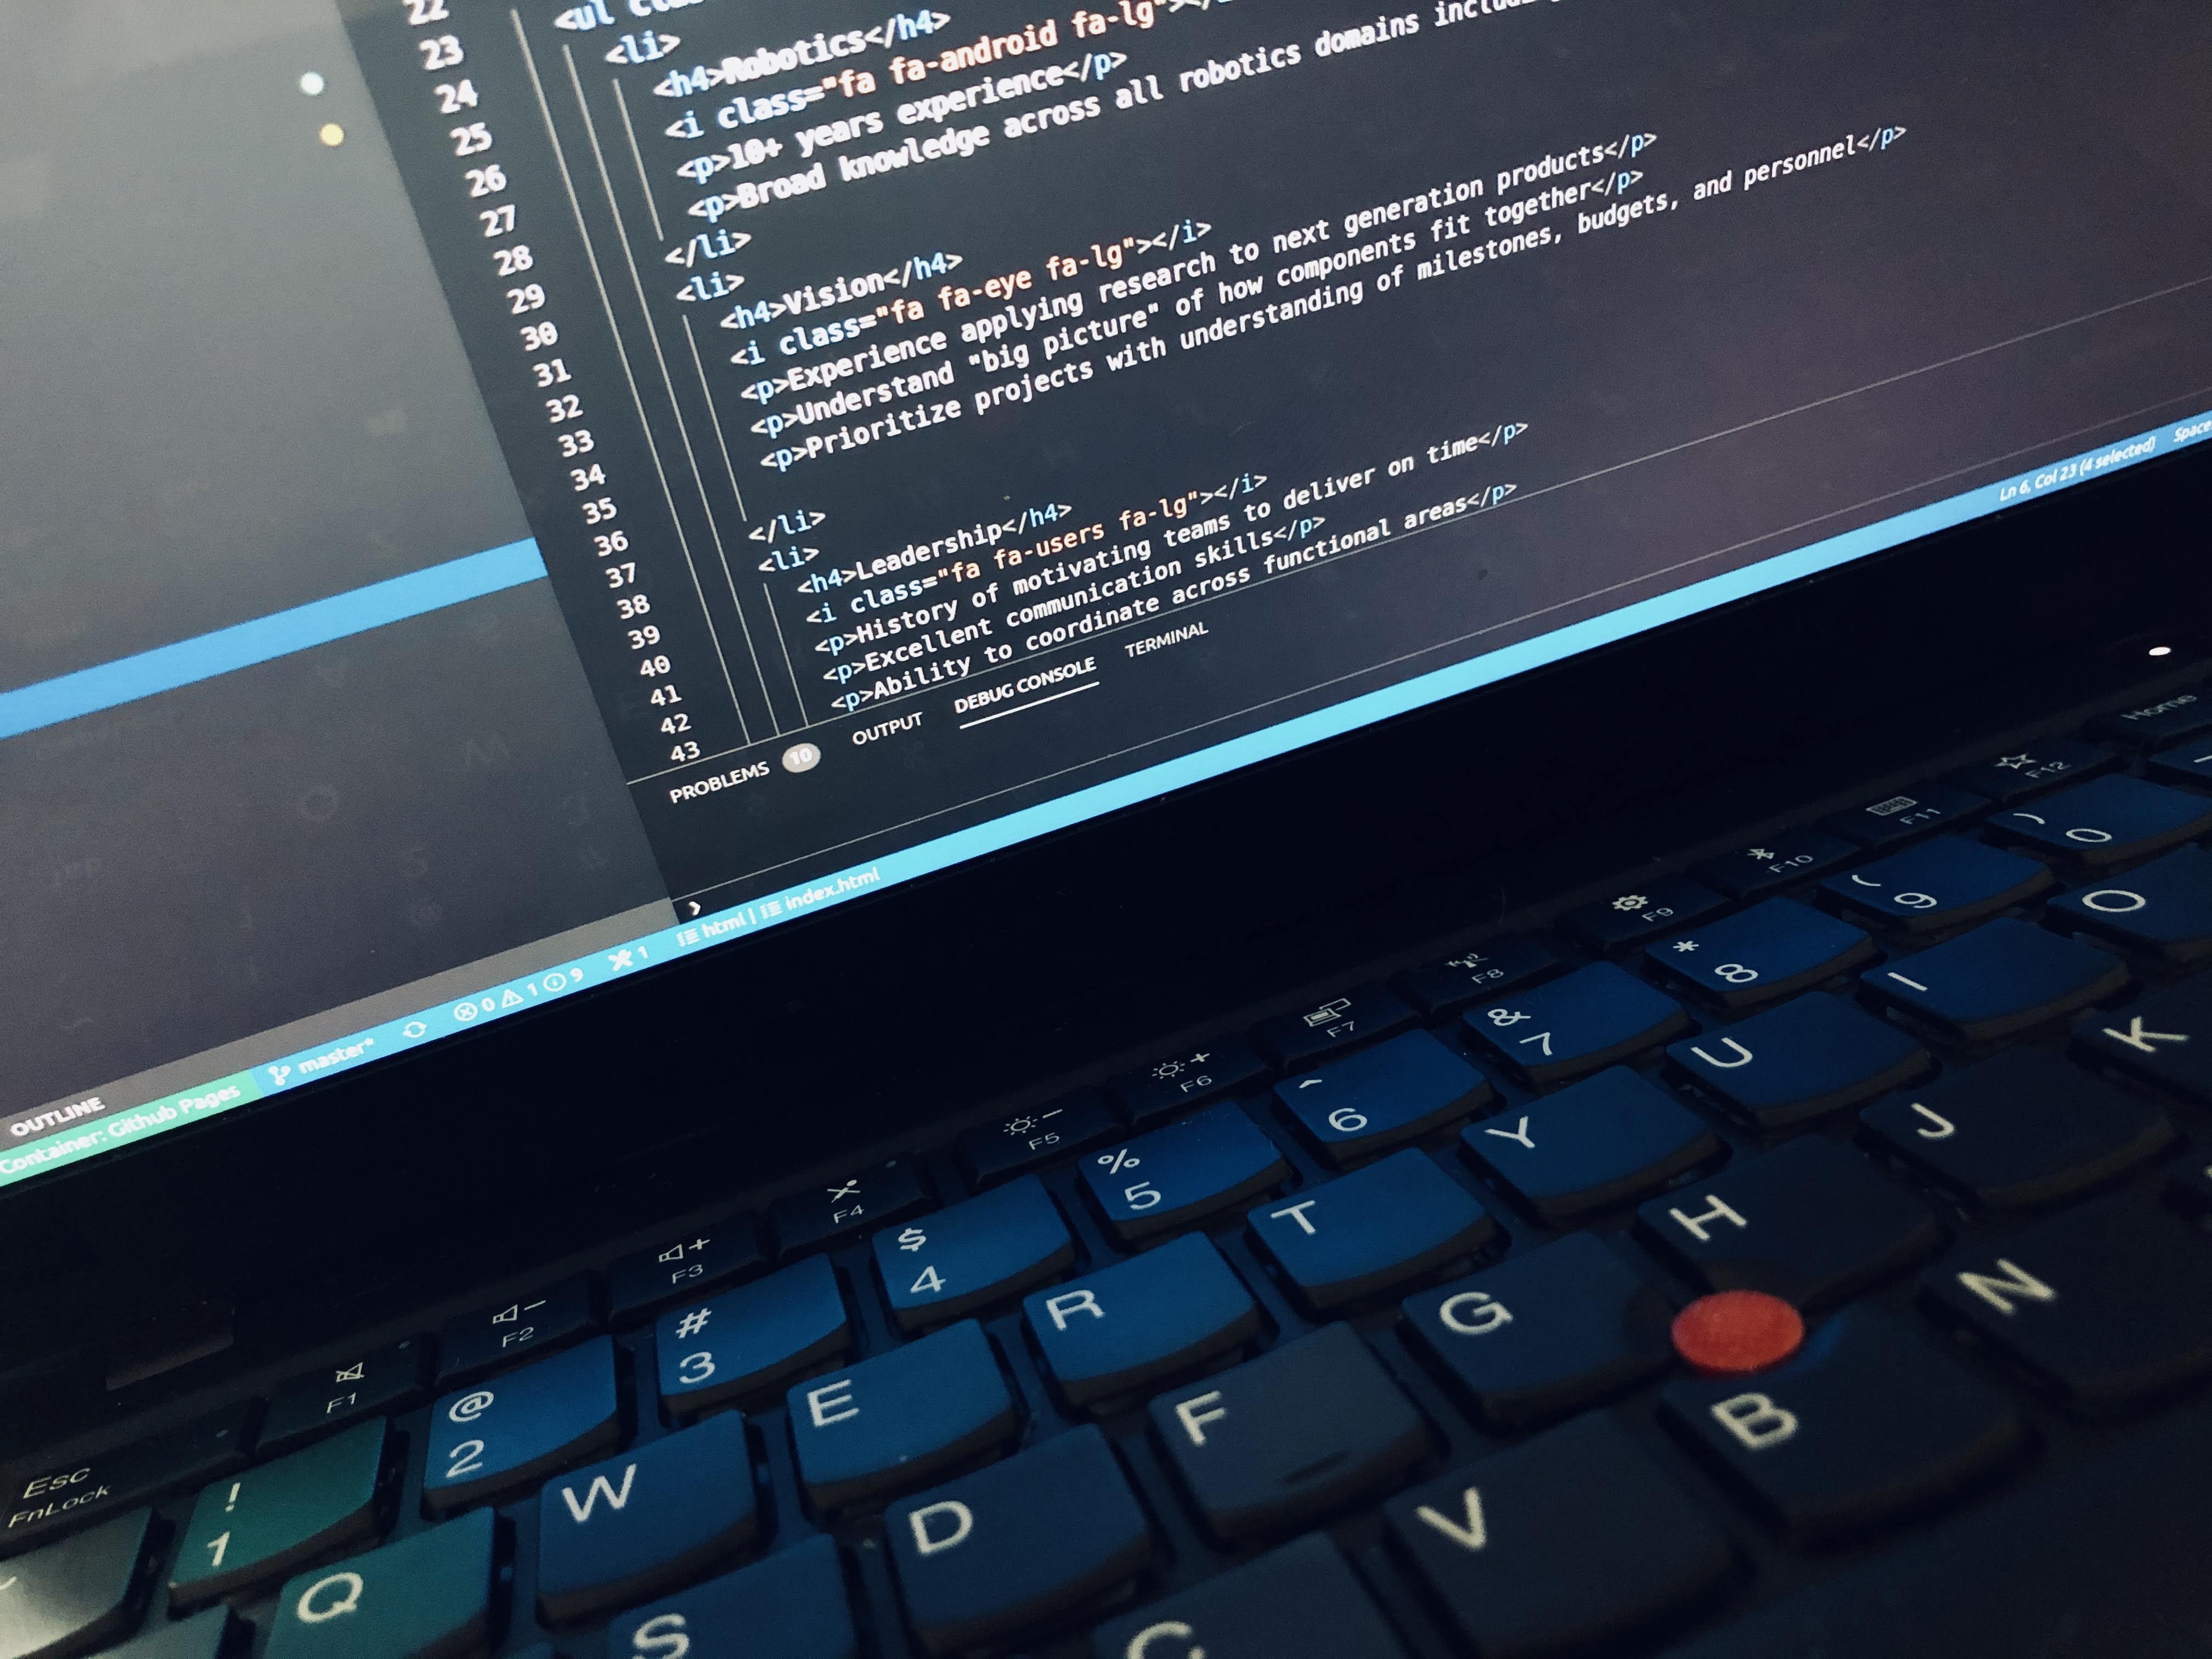 22
<ul
23 <li>
24 <h4>Robotics</h4>
25 <i class="fa fa-android fa-lg">
26 <p>10+ years experience</p>
27 <p>Broad knowledge across all robotics domains
28 </li>
29 <li>
30 <h4>Vision</h4>
31 <i class="fa fa-eye fa-lg"></i>
32 <p>Experience applying research to next generation products</p>
33 <p>Understand "big picture" of how components fit together</p>
34 <p>Prioritize projects with understanding of milestones, budgets, and personnel</p>
35
36 </li>
37 <li>
38 <h4>Leadership</h4>
39 <i class="fa fa-users fa-lg"></i>
40 <p>History of motivating teams to deliver on time</p>
41 <p>Excellent communication skills</p>
42 <p>Ability to coordinate across functional areas</p>
43
PROBLEMS 10 OUTPUT DEBUG CONSOLE TERMINAL
OUTLINE
Container: Github Pages master* 0 1 9 1 html | index.html Ln 6, Col 23 (4 selected)
Esc FnLock F1 F2 F3 F4 F5 F6 F7 F8 F9 F10 F11 F12 Home
! 1 @ 2 # 3 $ 4 % 5 ^ 6 & 7 * 8 ( 9 ) 0
Q W E R T Y U I O
S D F G H J K
C V B N